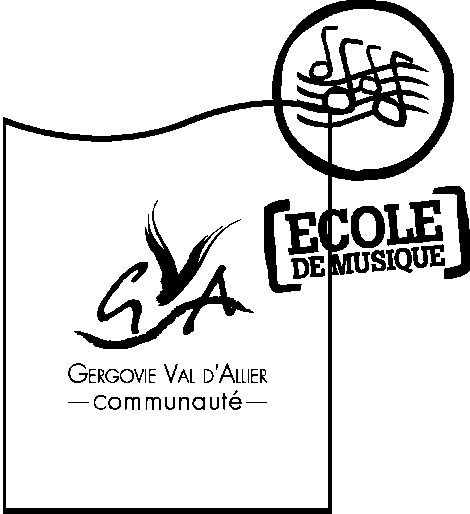 [ECOLE
DE MUSIQUE]
GVA
GERGOVIE VAL D'ALLIER
—communauté—